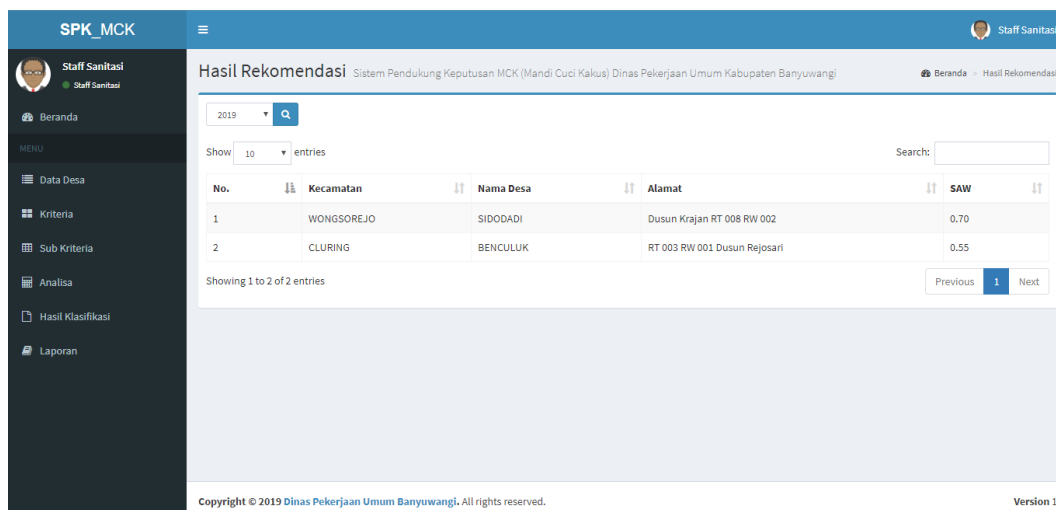 SPK_MCK
Staff Sanitasi
Staff Sanitasi
Staff Sanitasi
Beranda
MENU
Data Desa
Kriteria
Sub Kriteria
Analisa
Hasil Klasifikasi
Laporan
Hasil Rekomendasi Sistem Pendukung Keputusan MCK (Mandi Cuci Kakus) Dinas Pekerjaan Umum Kabupaten Banyuwangi
Beranda > Hasil Rekomendasi
2019
Show 10 entries
Search:
No. Kecamatan Nama Desa Alamat SAW
1 WONGSOREJO SIDODADI Dusun Krajan RT 008 RW 002 0.70
2 CLURING BENCULUK RT 003 RW 001 Dusun Rejosari 0.55
Showing 1 to 2 of 2 entries
Previous 1 Next
Copyright © 2019 Dinas Pekerjaan Umum Banyuwangi. All rights reserved.
Version 1